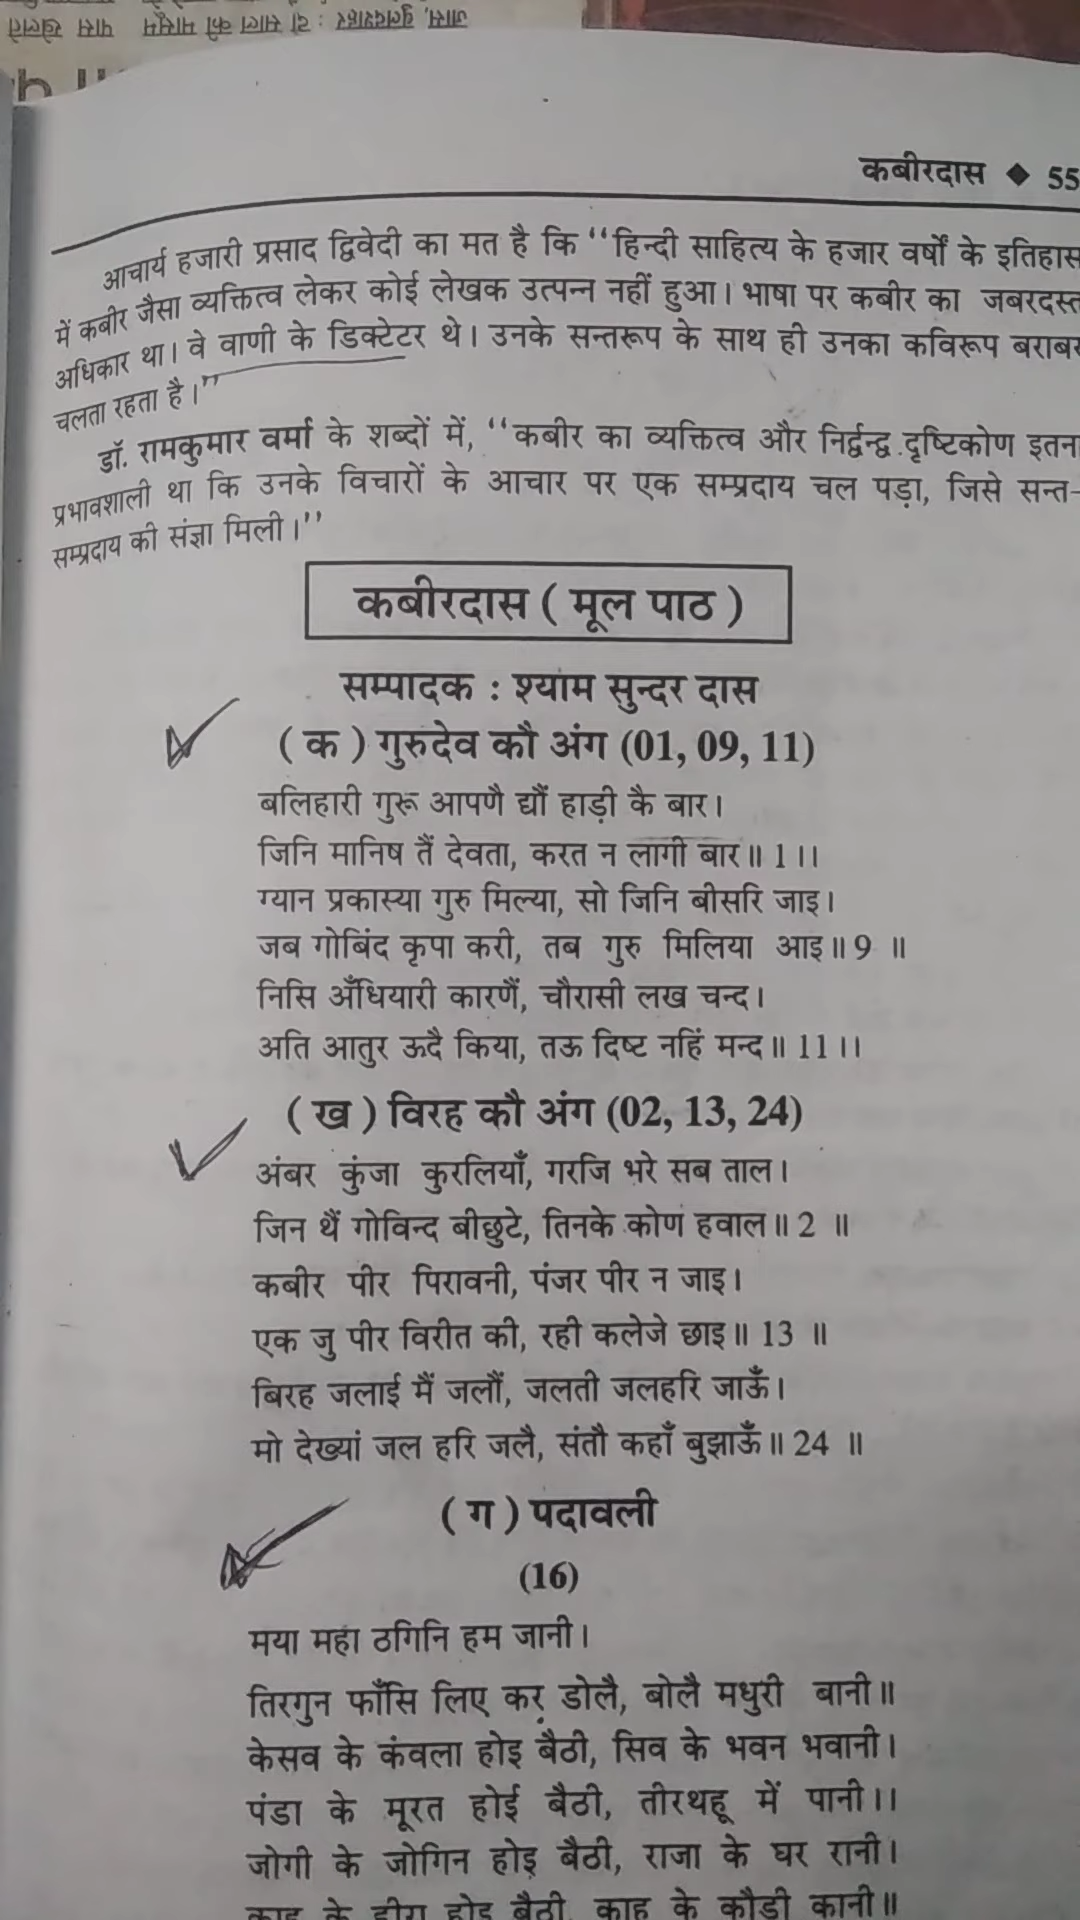 जास, बुलंदशहर : दो साल की मासूम पास खेलते
कबीरदास ◆ 55
आचार्य हजारी प्रसाद द्विवेदी का मत है कि ‘‘हिन्दी साहित्य के हजार वर्षों के इतिहास
में कबीर जैसा व्यक्तित्व लेकर कोई लेखक उत्पन्न नहीं हुआ। भाषा पर कबीर का जबरदस्त
अधिकार था। वे वाणी के डिक्टेटर थे। उनके सन्तरूप के साथ ही उनका कविरूप बराबर
चलता रहता है।’’
डॉ. रामकुमार वर्मा के शब्दों में, ‘‘कबीर का व्यक्तित्व और निर्द्वन्द्व दृष्टिकोण इतना
प्रभावशाली था कि उनके विचारों के आचार पर एक सम्प्रदाय चल पड़ा, जिसे सन्त-
सम्प्रदाय की संज्ञा मिली।’’
कबीरदास ( मूल पाठ )
सम्पादक : श्याम सुन्दर दास
( क ) गुरुदेव कौ अंग (01, 09, 11)
बलिहारी गुरू आपणै द्यौं हाड़ी कै बार।
जिनि मानिष तैं देवता, करत न लागी बार॥ 1 ।।
ग्यान प्रकास्या गुरु मिल्या, सो जिनि बीसरि जाइ।
जब गोबिंद कृपा करी, तब गुरु मिलिया आइ॥ 9 ॥
निसि अँधियारी कारणैं, चौरासी लख चन्द।
अति आतुर ऊदै किया, तऊ दिष्ट नहिं मन्द॥ 11 ।।
( ख ) विरह कौ अंग (02, 13, 24)
अंबर कुंजा कुरलियाँ, गरजि भरे सब ताल।
जिन थैं गोविन्द बीछुटे, तिनके कोण हवाल॥ 2 ॥
कबीर पीर पिरावनी, पंजर पीर न जाइ।
एक जु पीर विरीत की, रही कलेजे छाइ॥ 13 ॥
बिरह जलाई मैं जलौं, जलती जलहरि जाऊँ।
मो देख्यां जल हरि जलै, संतौ कहाँ बुझाऊँ॥ 24 ॥
( ग ) पदावली
(16)
मया महा ठगिनि हम जानी।
तिरगुन फाँसि लिए कर डोलै, बोलै मधुरी बानी॥
केसव के कंवला होइ बैठी, सिव के भवन भवानी।
पंडा के मूरत होई बैठी, तीरथहू में पानी।।
जोगी के जोगिन होइ बैठी, राजा के घर रानी।
काहू के हीरा होइ बैठी, काहू के कौडी कानी॥